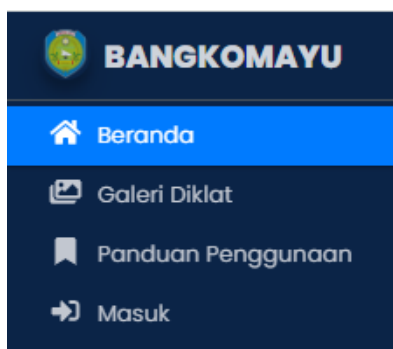 BANGKOMAYU
Beranda
Galeri Diklat
Panduan Penggunaan
Masuk